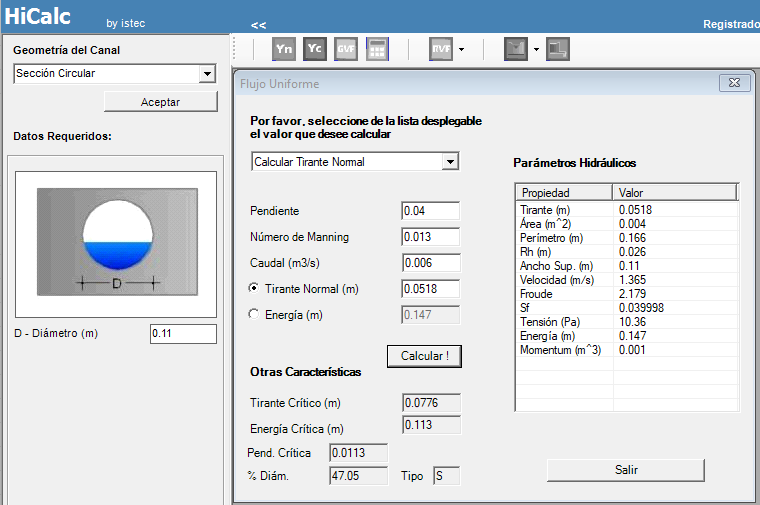 HiCalc
by istec
<<
Registrado
Geometría del Canal
Sección Circular
Aceptar
Datos Requeridos:
D
D - Diámetro (m) 0.11
Yn Yc GVF RVF
Flujo Uniforme
Por favor, seleccione de la lista desplegable
el valor que desee calcular
Calcular Tirante Normal
Pendiente 0.04
Número de Manning 0.013
Caudal (m3/s) 0.006
Tirante Normal (m) 0.0518
Energía (m) 0.147
Calcular !
Otras Características
Tirante Crítico (m) 0.0776
Energía Crítica (m) 0.113
Pend. Crítica 0.0113
% Diám. 47.05 Tipo S
Parámetros Hidráulicos
Propiedad Valor
Tirante (m) 0.0518
Área (m^2) 0.004
Perímetro (m) 0.166
Rh (m) 0.026
Ancho Sup. (m) 0.11
Velocidad (m/s) 1.365
Froude 2.179
Sf 0.039998
Tensión (Pa) 10.36
Energía (m) 0.147
Momentum (m^3) 0.001
Salir